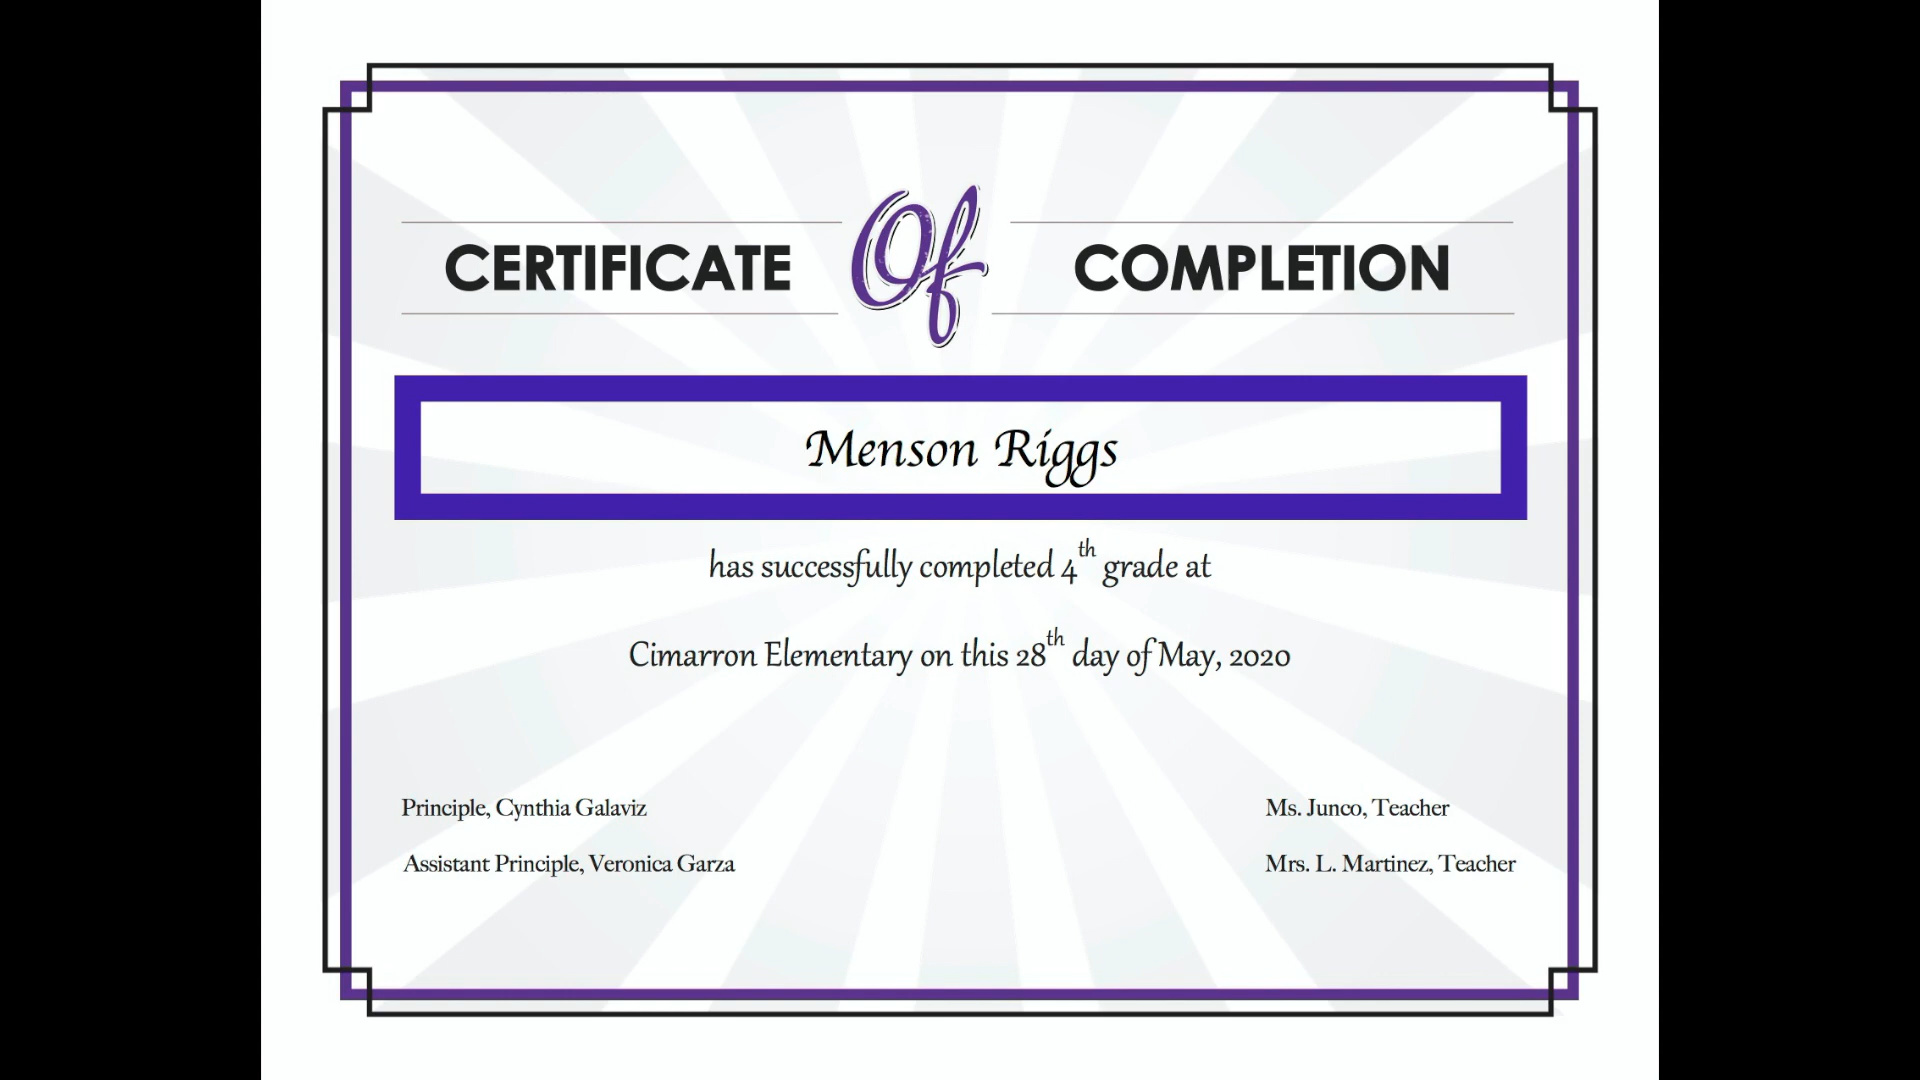 CERTIFICATE Of COMPLETION
Menson Riggs
has successfully completed 4th grade at
Cimarron Elementary on this 28th day of May, 2020
Principle, Cynthia Galaviz
Ms. Junco, Teacher
Assistant Principle, Veronica Garza
Mrs. L. Martinez, Teacher